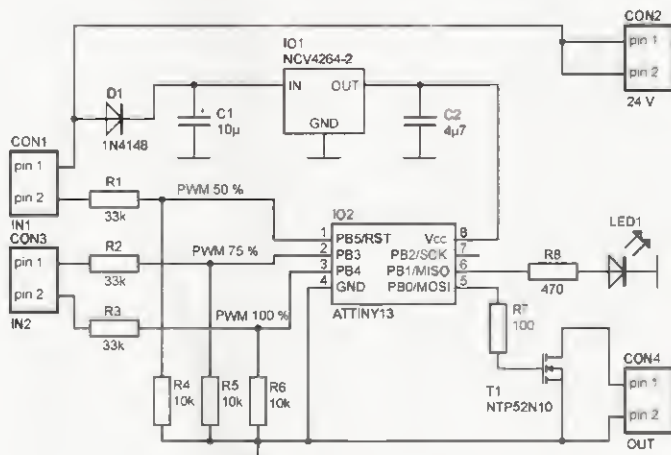 CON2
pin 1
pin 2
24 V
IO1
NCV4264-2
IN
OUT
GND
D1
1N4148
C1
10µ
C2
4µ7
CON1
pin 1
pin 2
IN1
R1
33k
PWM 50 %
CON3
pin 1
pin 2
IN2
R2
33k
PWM 75 %
R3
33k
PWM 100 %
IO2
1
PB5/RST
2
PB3
3
PB4
4
GND
Vcc
8
PB2/SCK
7
PB1/MISO
6
PB0/MOSI
5
ATTINY13
R8
470
LED1
R7
100
T1
NTP52N10
CON4
pin 1
pin 2
OUT
R4
10k
R5
10k
R6
10k